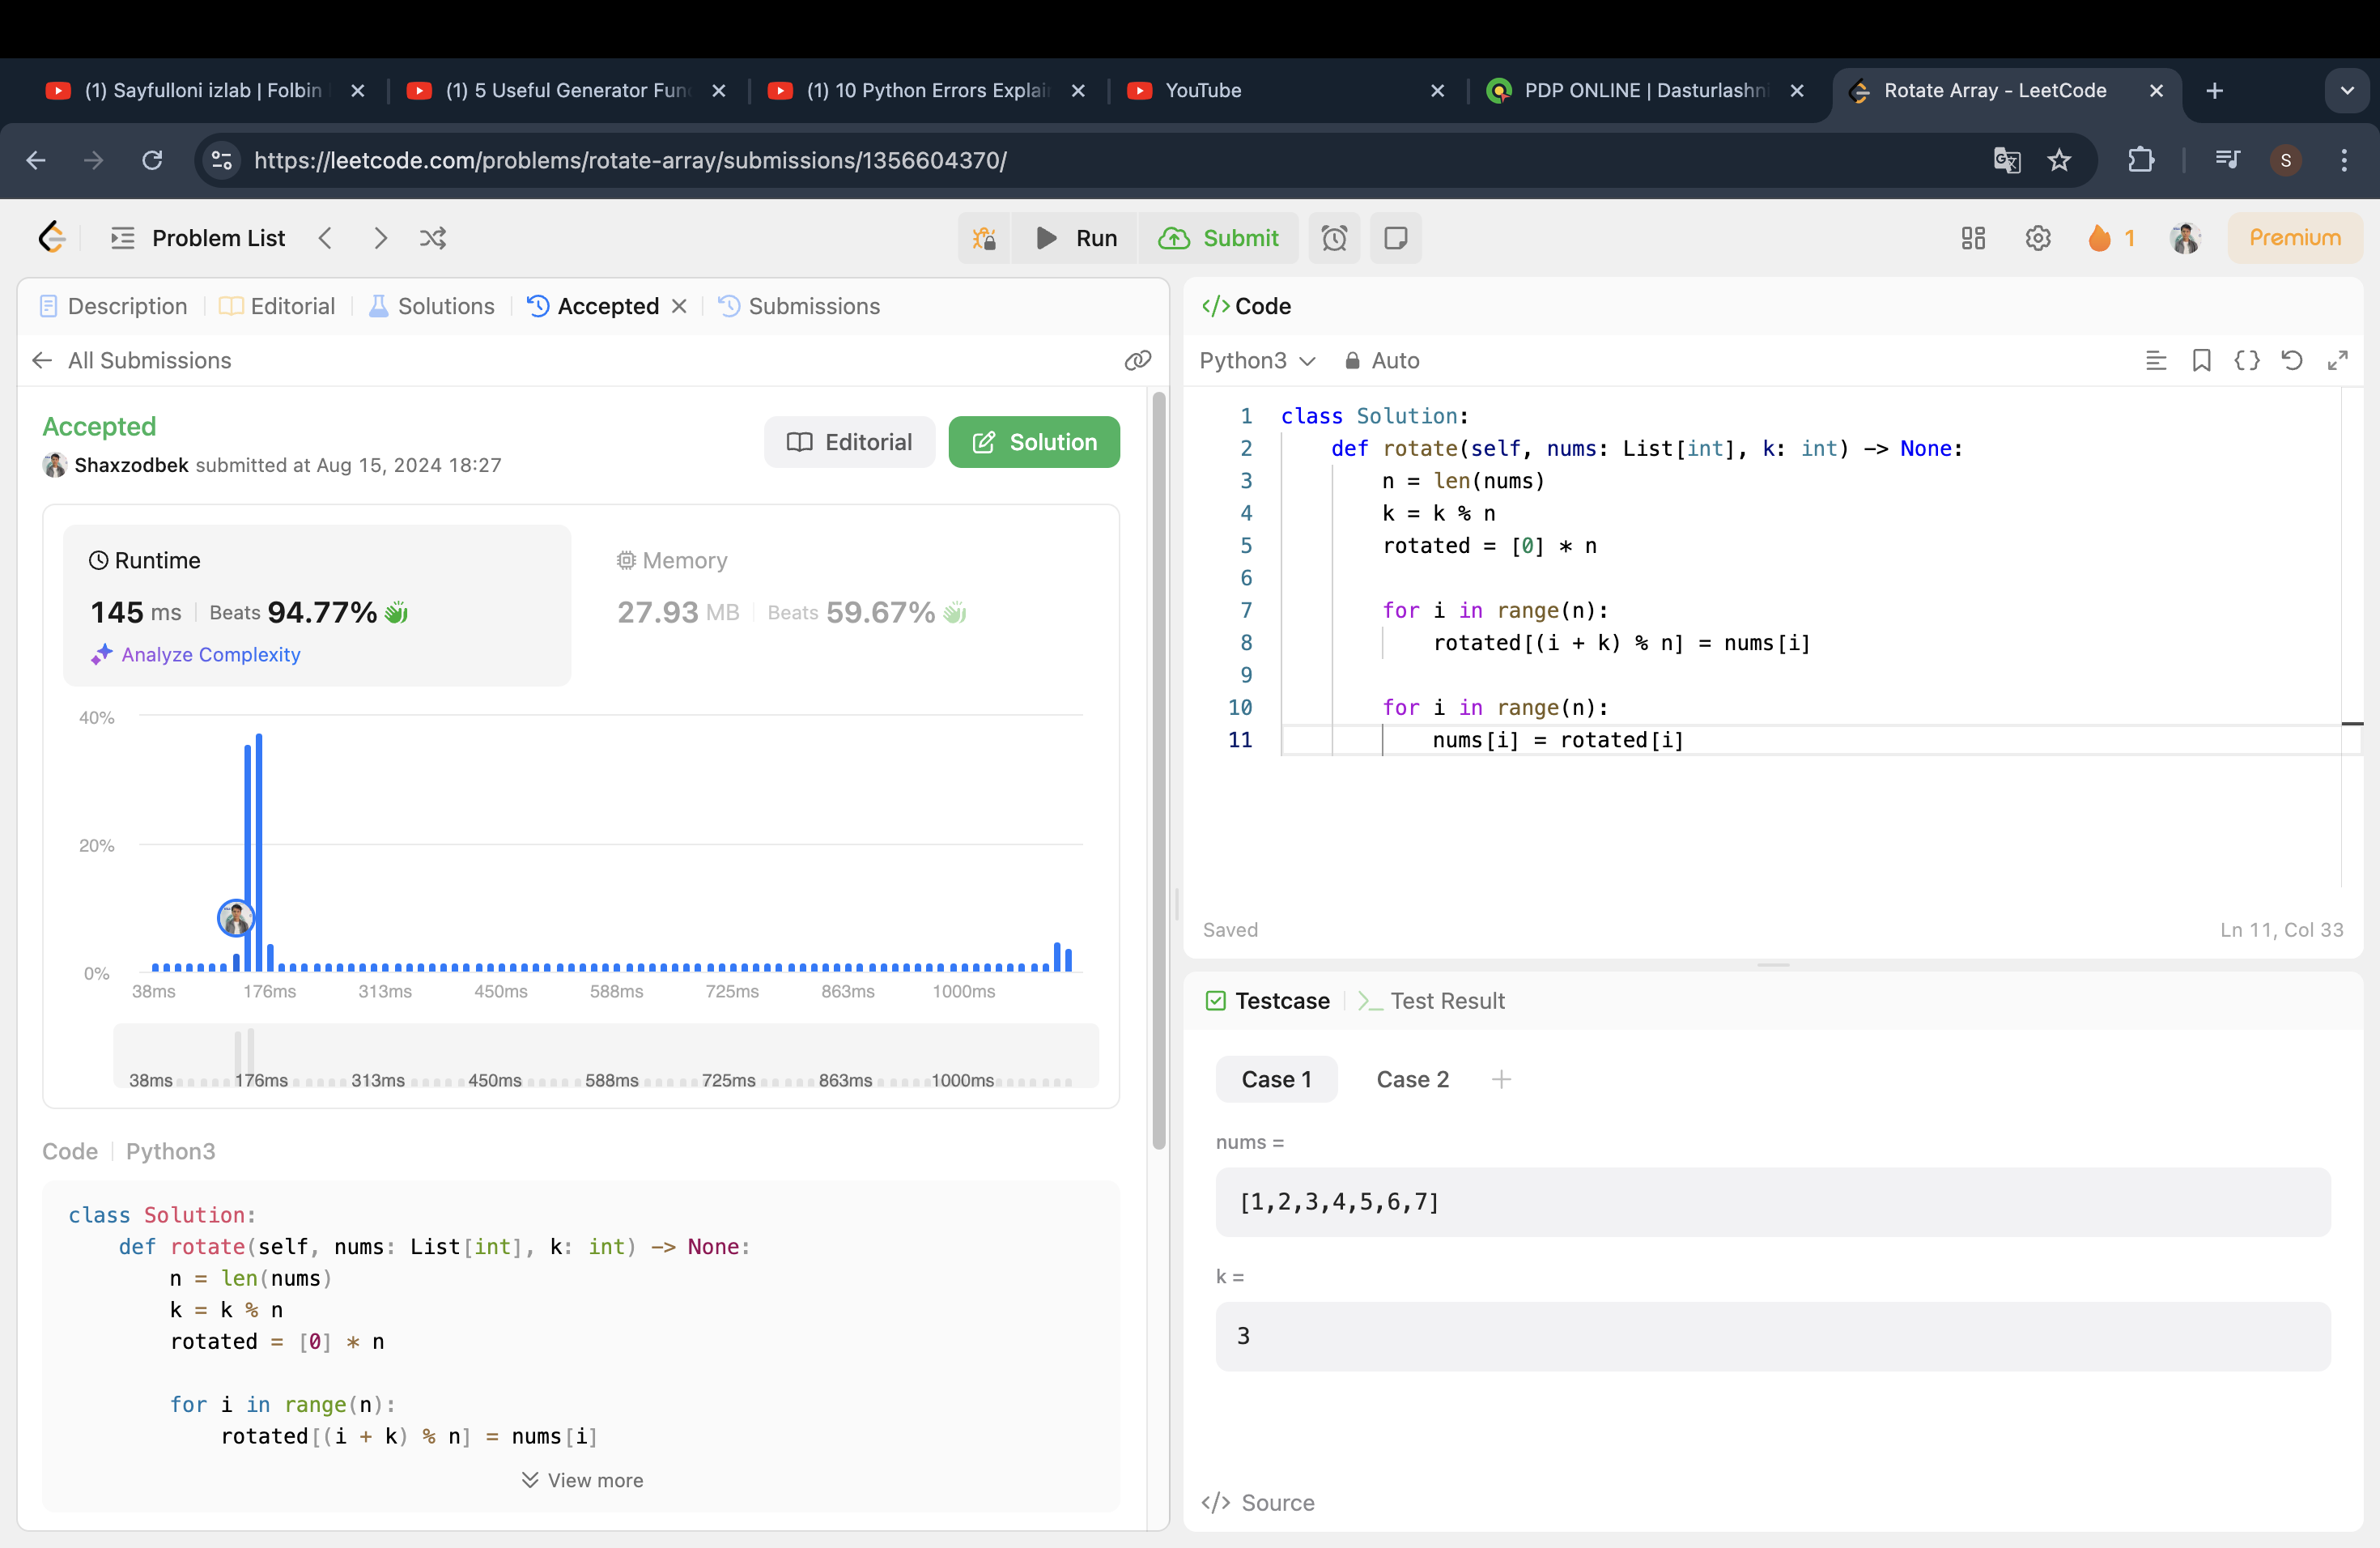 (1) Sayfulloni izlab | Folbin
(1) 5 Useful Generator Fun
(1) 10 Python Errors Explai
YouTube
PDP ONLINE | Dasturlashni
Rotate Array - LeetCode
https://leetcode.com/problems/rotate-array/submissions/1356604370/
S
Problem List
Run
Submit
1
Premium
Description
Editorial
Solutions
Accepted
Submissions
All Submissions
Accepted
Shaxzodbek submitted at Aug 15, 2024 18:27
Editorial
Solution
Runtime
145 ms | Beats 94.77%
Analyze Complexity
Memory
27.93 MB | Beats 59.67%
40%
20%
0%
38ms 176ms 313ms 450ms 588ms 725ms 863ms 1000ms
38ms 176ms 313ms 450ms 588ms 725ms 863ms 1000ms
Code | Python3
class Solution:
    def rotate(self, nums: List[int], k: int) -> None:
        n = len(nums)
        k = k % n
        rotated = [0] * n
        for i in range(n):
            rotated[(i + k) % n] = nums[i]
View more
</> Code
Python3
Auto
1 class Solution:
2     def rotate(self, nums: List[int], k: int) -> None:
3         n = len(nums)
4         k = k % n
5         rotated = [0] * n
6
7         for i in range(n):
8             rotated[(i + k) % n] = nums[i]
9
10         for i in range(n):
11             nums[i] = rotated[i]
Saved
Ln 11, Col 33
Testcase
>_ Test Result
Case 1
Case 2
+
nums =
[1,2,3,4,5,6,7]
k =
3
</> Source